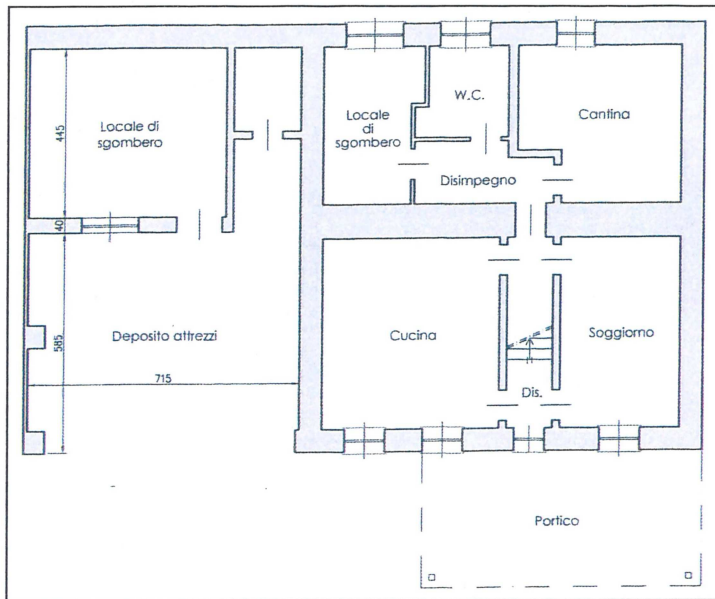 W.C.
Locale di
sgombero
Locale
di
sgombero
Cantina
445
Disimpegno
40
Deposito attrezzi
Cucina
Soggiorno
585
715
Dis.
Portico